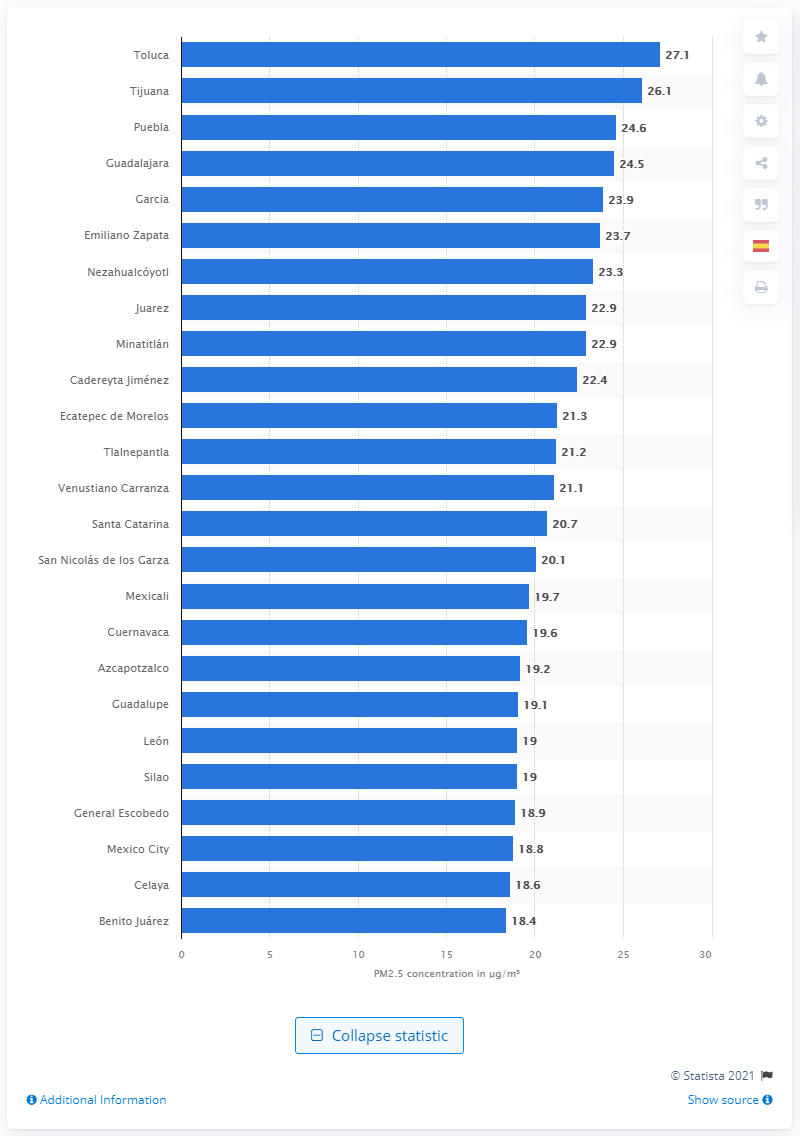 Toluca 27.1
Tijuana 26.1
Puebla 24.6
Guadalajara 24.5
Garcia 23.9
Emiliano Zapata 23.7
Nezahualcóyotl 23.3
Juarez 22.9
Minatitlán 22.9
Cadereyta Jiménez 22.4
Ecatepec de Morelos 21.3
Tlalnepantla 21.2
Venustiano Carranza 21.1
Santa Catarina 20.7
San Nicolás de los Garza 20.1
Mexicali 19.7
Cuernavaca 19.6
Azcapotzalco 19.2
Guadalupe 19.1
León 19
Silao 19
General Escobedo 18.9
Mexico City 18.8
Celaya 18.6
Benito Juárez 18.4
0 5 10 15 20 25 30
PM2.5 concentration in µg/m³
Collapse statistic
© Statista 2021
Additional Information Show source